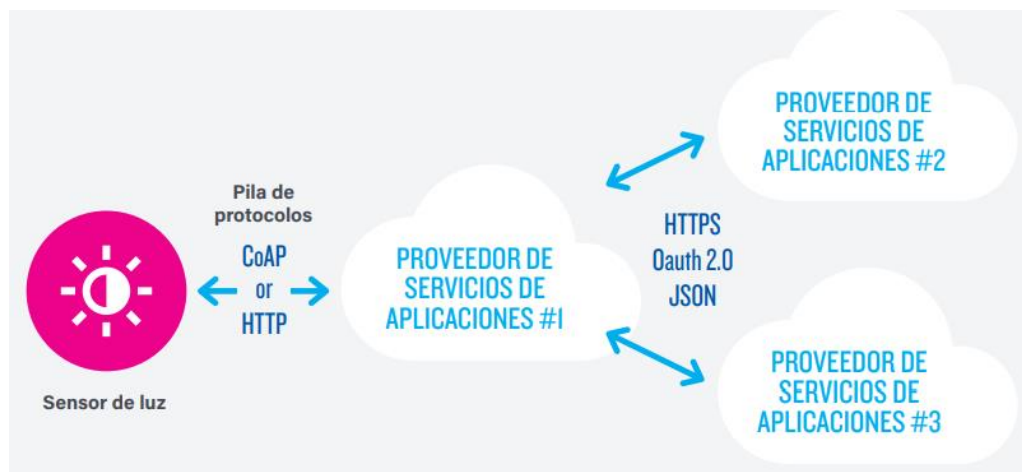 Pila de
protocolos
CoAP
or
HTTP
Sensor de luz
PROVEEDOR DE
SERVICIOS DE
APLICACIONES #1
HTTPS
Oauth 2.0
JSON
PROVEEDOR DE
SERVICIOS DE
APLICACIONES #2
PROVEEDOR DE
SERVICIOS DE
APLICACIONES #3